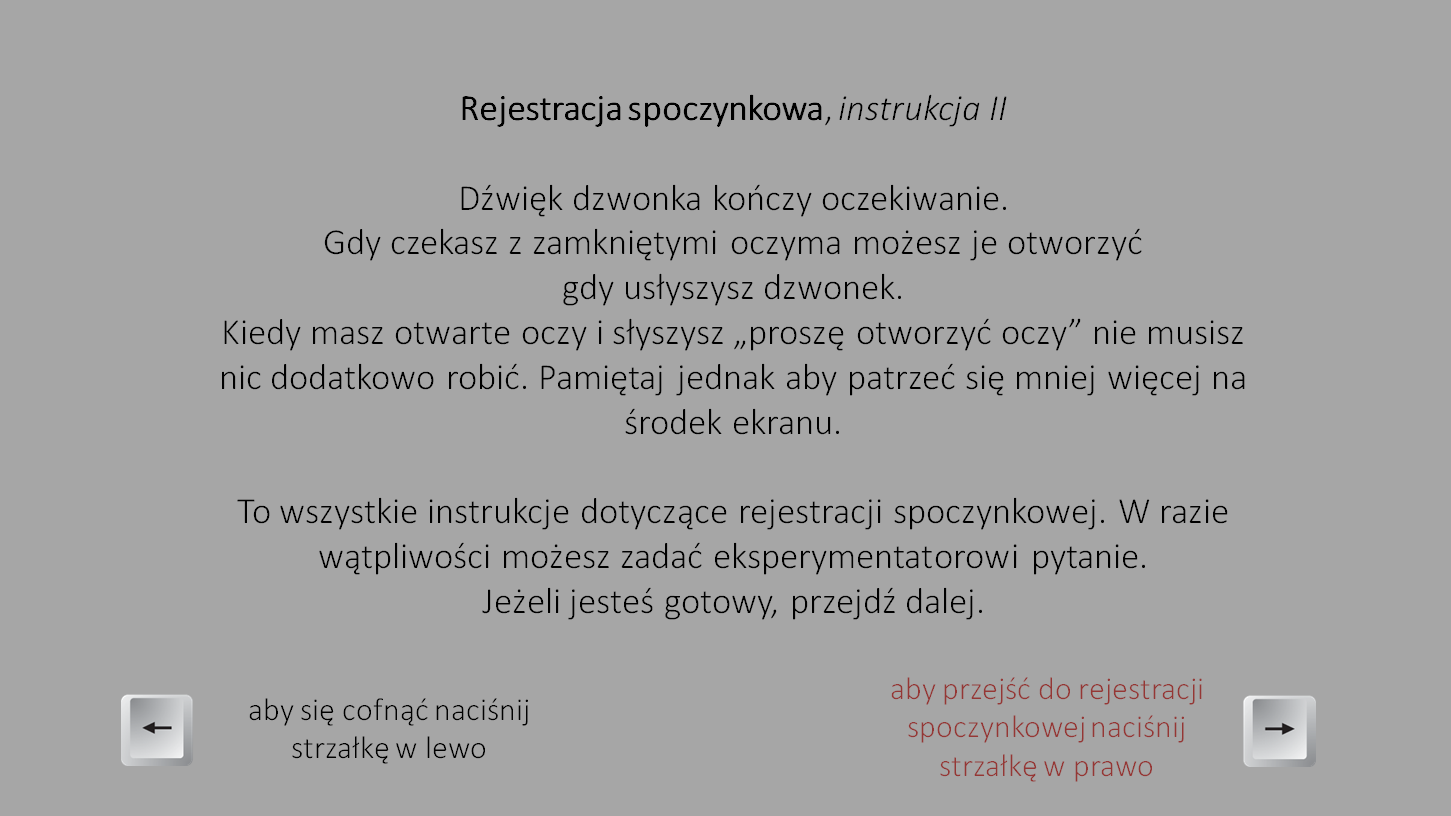 Rejestracja spoczynkowa, instrukcja II
Dźwięk dzwonka kończy oczekiwanie.
Gdy czekasz z zamkniętymi oczyma możesz je otworzyć
gdy usłyszysz dzwonek.
Kiedy masz otwarte oczy i słyszysz „proszę otworzyć oczy” nie musisz
nic dodatkowo robić. Pamiętaj jednak aby patrzeć się mniej więcej na
środek ekranu.
To wszystkie instrukcje dotyczące rejestracji spoczynkowej. W razie
wątpliwości możesz zadać eksperymentatorowi pytanie.
Jeżeli jesteś gotowy, przejdź dalej.
aby się cofnąć naciśnij
strzałkę w lewo
aby przejść do rejestracji
spoczynkowej naciśnij
strzałkę w prawo